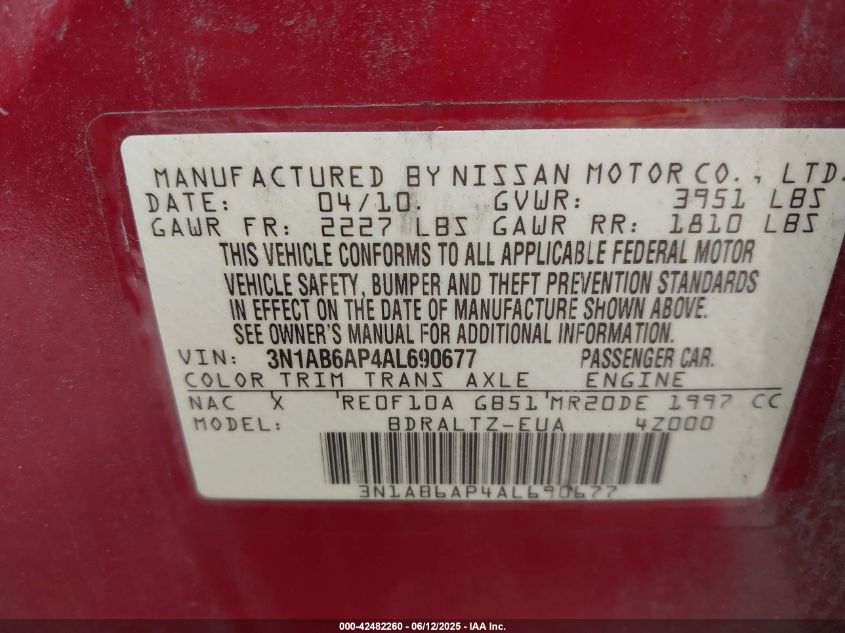 MANUFACTURED BY NISSAN MOTOR CO., LTD.
DATE: 04/10 GVWR: 3951 LBS
GAWR FR: 2227 LBS GAWR RR: 1810 LBS
THIS VEHICLE CONFORMS TO ALL APPLICABLE FEDERAL MOTOR
VEHICLE SAFETY, BUMPER AND THEFT PREVENTION STANDARDS
IN EFFECT ON THE DATE OF MANUFACTURE SHOWN ABOVE.
SEE OWNER'S MANUAL FOR ADDITIONAL INFORMATION.
VIN: 3N1AB6AP4AL690677 PASSENGER CAR.
COLOR TRIM TRANS AXLE ENGINE
NAC X RE0F10A GB51 MR20DE 1997 CC
MODEL: BDRALTZ-EUA 4Z000
3N1AB6AP4AL690677
000-42482260 - 06/12/2025 - IAA Inc.